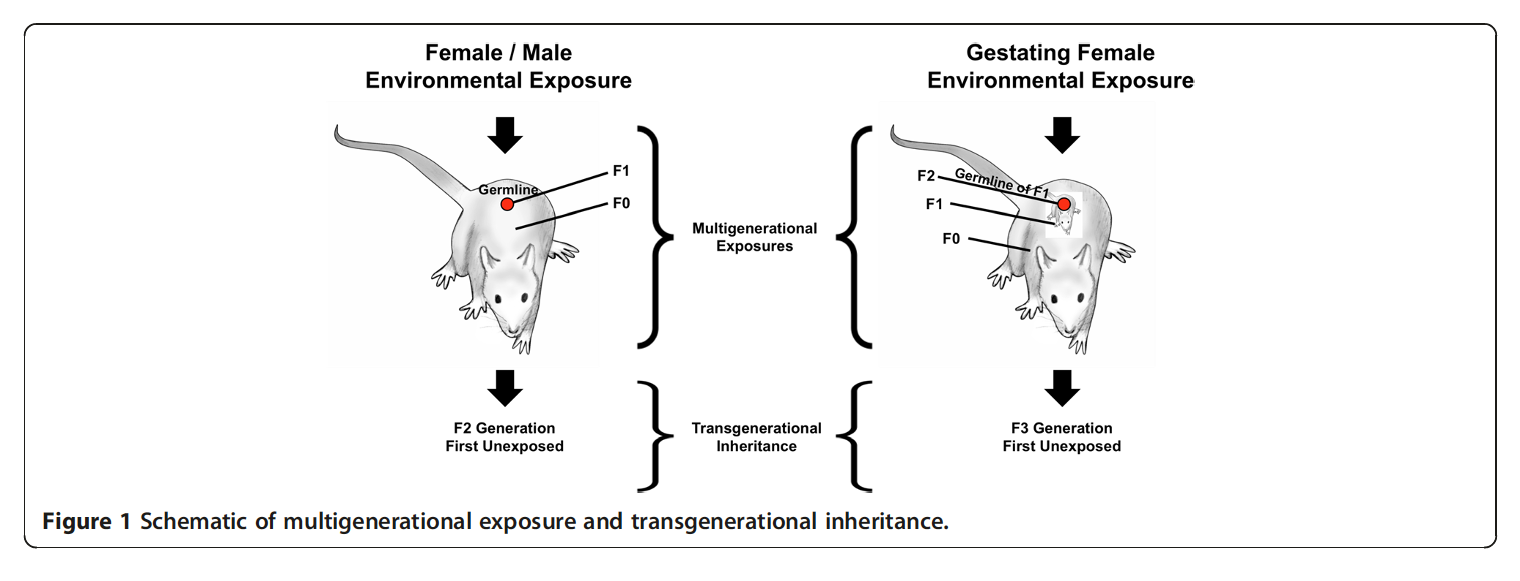 Female / Male
Environmental Exposure
Germline
F1
F0
Gestating Female
Environmental Exposure
F2
Germline of F1
F1
F0
Multigenerational
Exposures
F2 Generation
First Unexposed
Transgenerational
Inheritance
F3 Generation
First Unexposed
Figure 1 Schematic of multigenerational exposure and transgenerational inheritance.